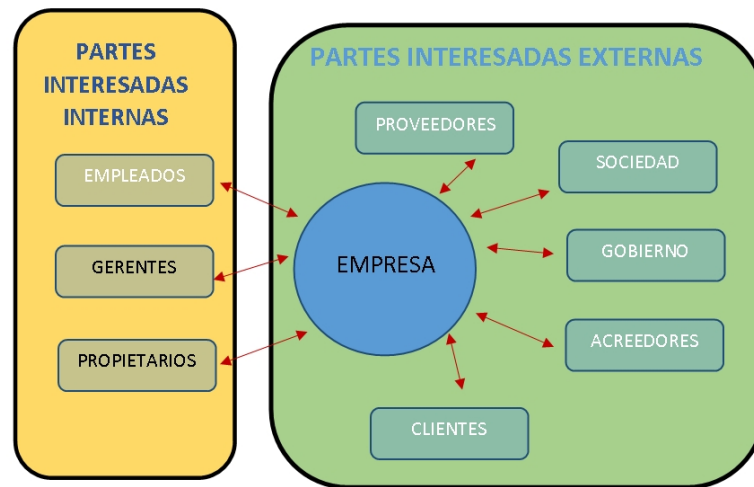 PARTES
INTERESADAS
INTERNAS
EMPLEADOS
GERENTES
PROPIETARIOS
PARTES INTERESADAS EXTERNAS
PROVEEDORES
SOCIEDAD
EMPRESA
GOBIERNO
ACREEDORES
CLIENTES